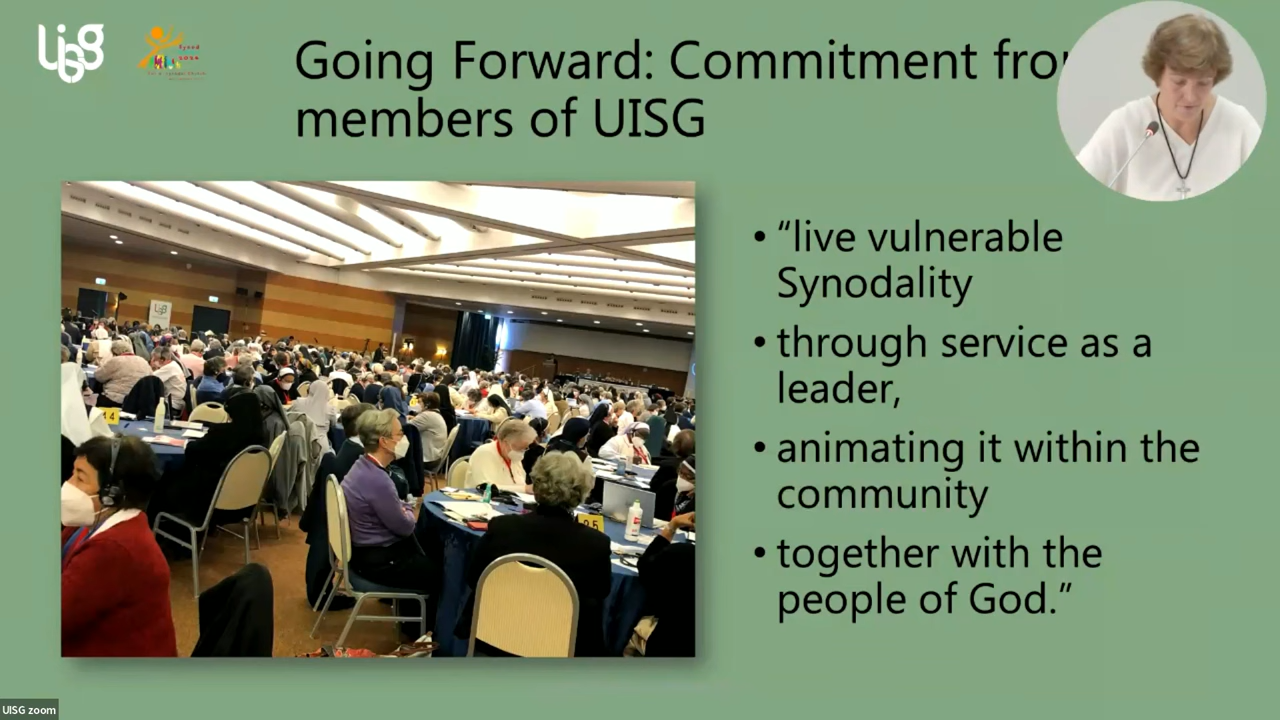 UISG
Going Forward: Commitment fro
members of UISG
• “live vulnerable
Synodality
• through service as a
leader,
• animating it within the
community
• together with the
people of God.”
UISG zoom